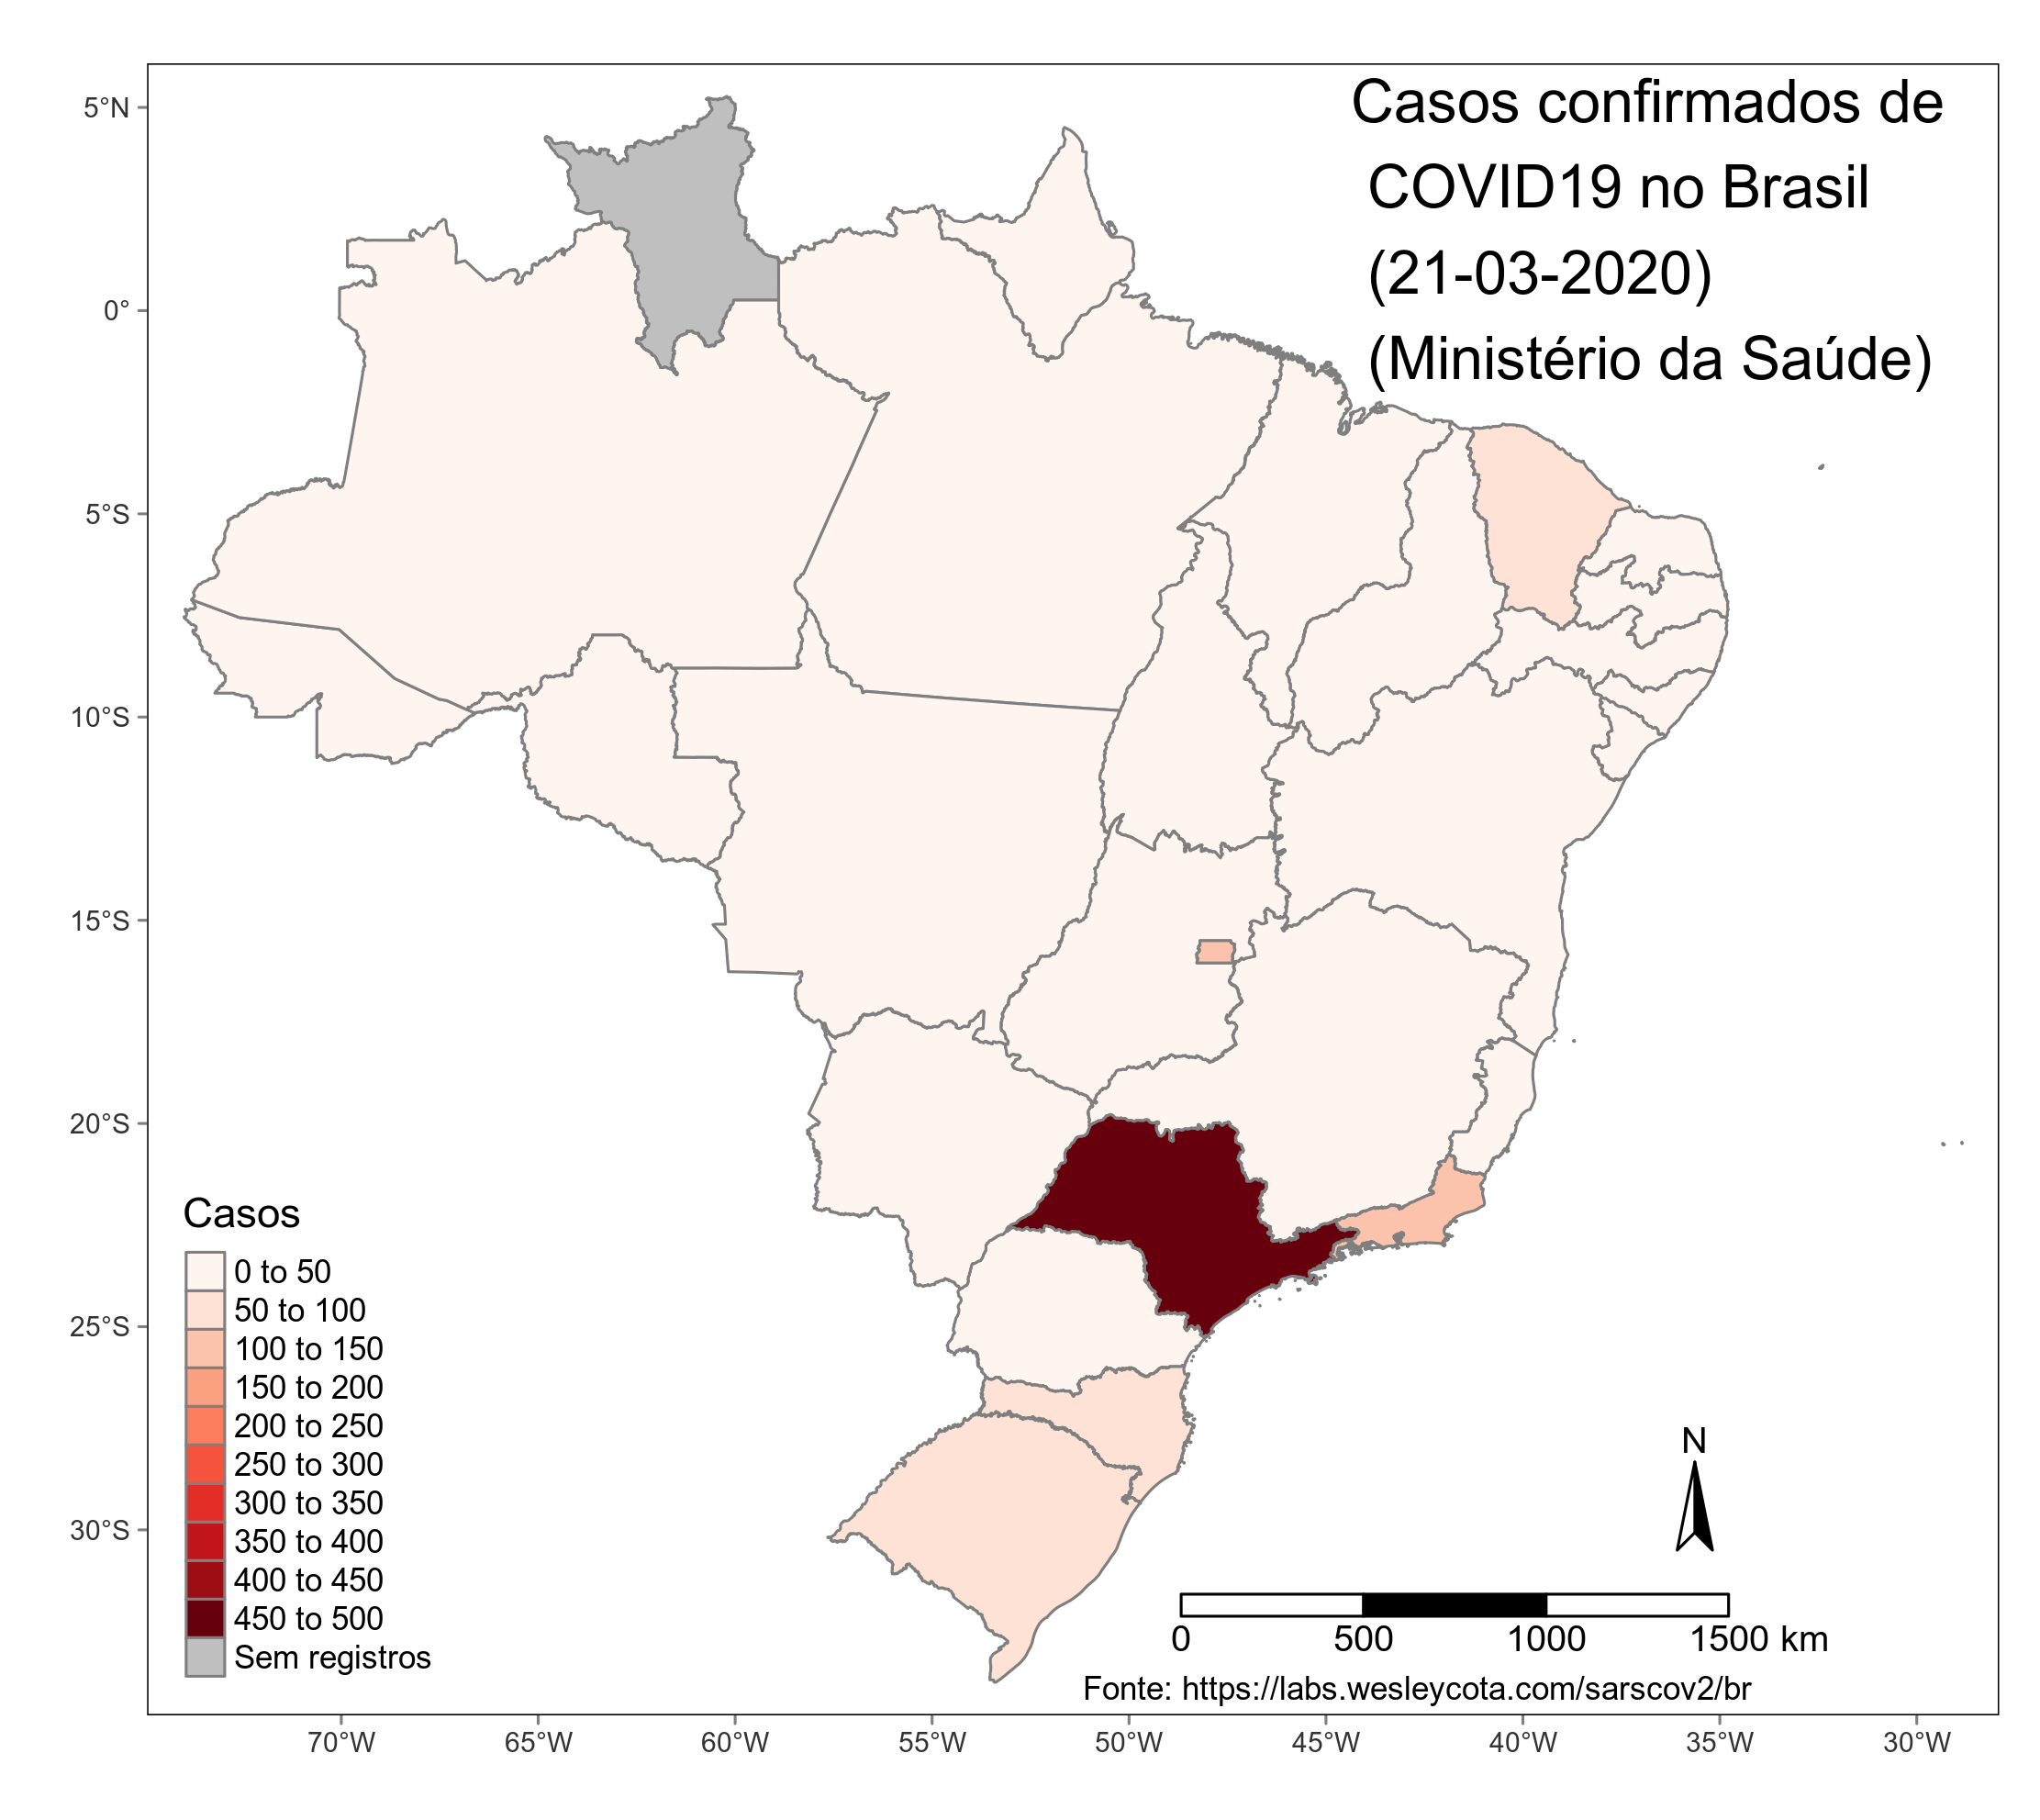 Casos confirmados de
COVID19 no Brasil
(21-03-2020)
(Ministério da Saúde)
5°N
0°
5°S
10°S
15°S
20°S
25°S
30°S
Casos
0 to 50
50 to 100
100 to 150
150 to 200
200 to 250
250 to 300
300 to 350
350 to 400
400 to 450
450 to 500
Sem registros
N
0 500 1000 1500 km
Fonte: https://labs.wesleycota.com/sarscov2/br
70°W 65°W 60°W 55°W 50°W 45°W 40°W 35°W 30°W